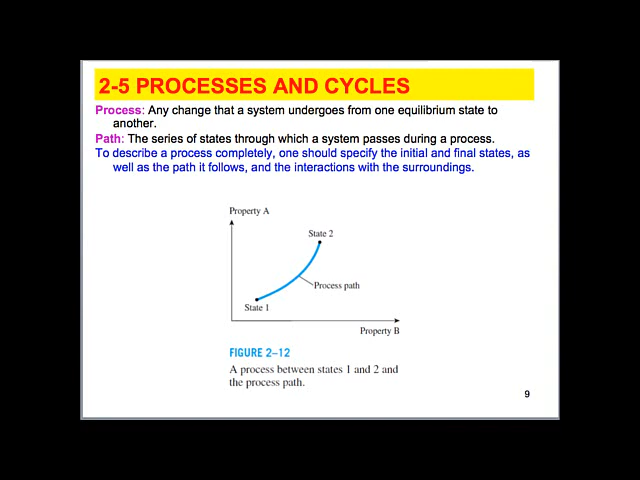 2-5 PROCESSES AND CYCLES
Process: Any change that a system undergoes from one equilibrium state to
another.
Path: The series of states through which a system passes during a process.
To describe a process completely, one should specify the initial and final states, as
well as the path it follows, and the interactions with the surroundings.
Property A
State 2
Process path
State 1
Property B
FIGURE 2–12
A process between states 1 and 2 and
the process path.
9